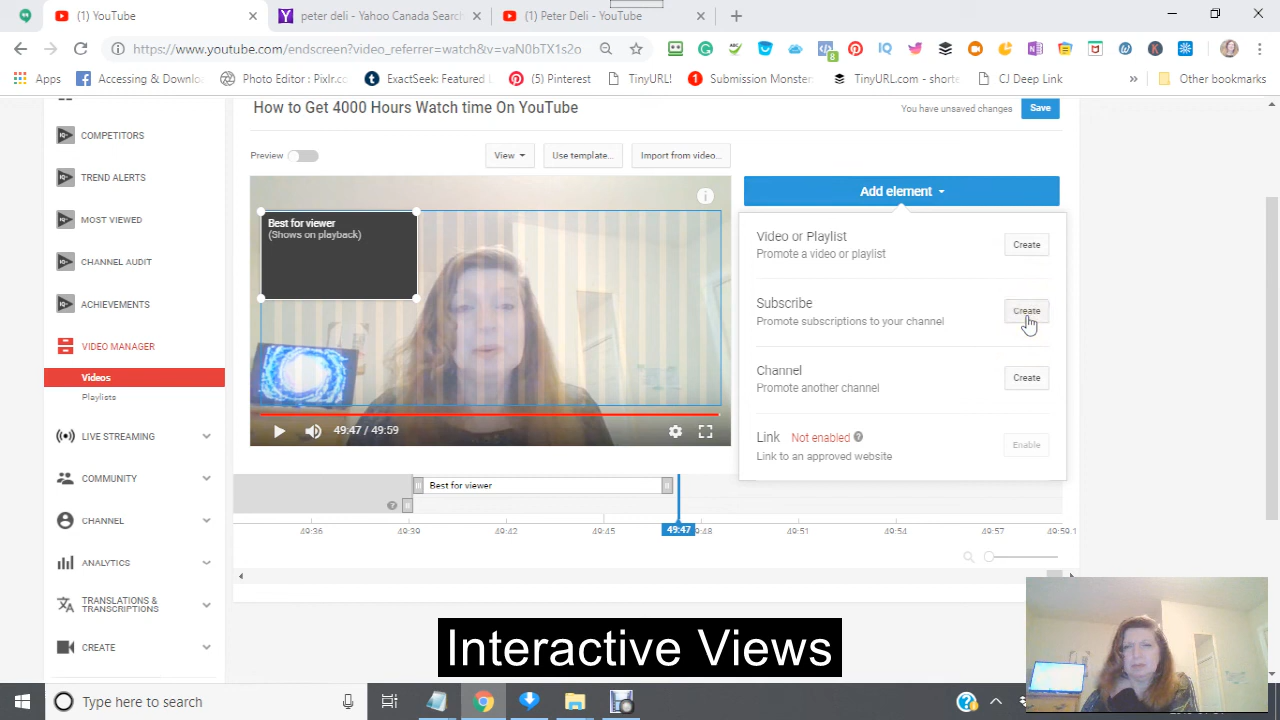 (1) YouTube
peter deli - Yahoo Canada Search
(1) Peter Deli - YouTube
https://www.youtube.com/endscreen?video_referrer=watch&v=vaN0bTX1s2o
8
Apps
Accessing & Downlo
Photo Editor : Pixlr.c
ExactSeek: Featured
(5) Pinterest
TinyURL!
Submission Monster
TinyURL.com - shorte
CJ Deep Link
»
Other bookmarks
How to Get 4000 Hours Watch time On YouTube
You have unsaved changes
Save
COMPETITORS
TREND ALERTS
MOST VIEWED
CHANNEL AUDIT
ACHIEVEMENTS
VIDEO MANAGER
Videos
Playlists
LIVE STREAMING
COMMUNITY
CHANNEL
ANALYTICS
TRANSLATIONS &
TRANSCRIPTIONS
CREATE
Preview
View
Use template...
Import from video...
Best for viewer
(Shows on playback)
49:47 / 49:59
Add element
Video or Playlist
Promote a video or playlist
Create
Subscribe
Promote subscriptions to your channel
Create
Channel
Promote another channel
Create
Link Not enabled
Link to an approved website
Enable
Best for viewer
49:36 49:39 49:42 49:45 49:47 49:48 49:51 49:54 49:57 49:59.1
Interactive Views
Type here to search